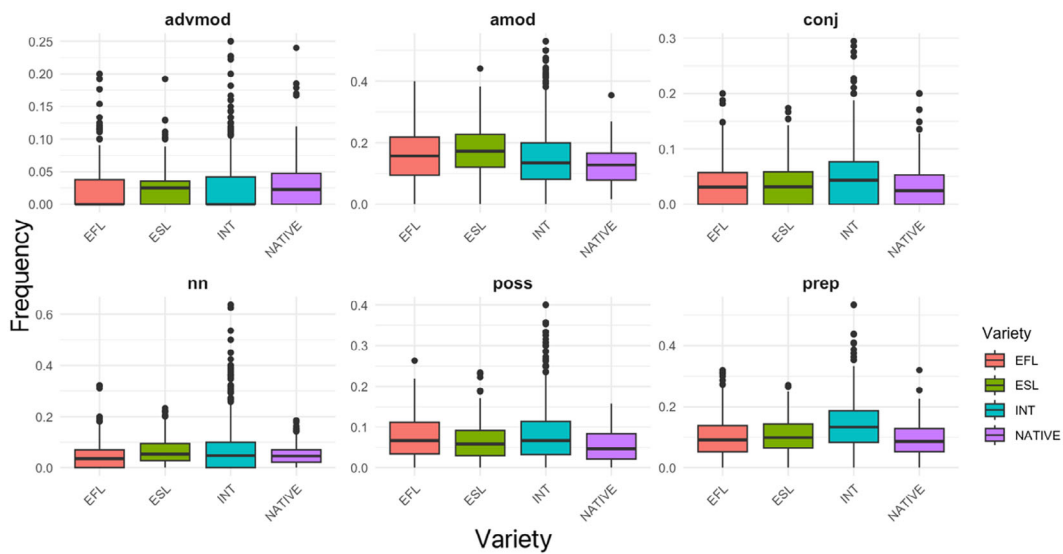 advmod
amod
conj
0.25
0.20
0.15
0.10
0.05
0.00
0.4
0.2
0.0
0.3
0.2
0.1
0.0
EFL
ESL
INT
NATIVE
EFL
ESL
INT
NATIVE
EFL
ESL
INT
NATIVE
Frequency
nn
poss
prep
0.6
0.4
0.2
0.0
0.4
0.3
0.2
0.1
0.0
0.4
0.2
0.0
EFL
ESL
INT
NATIVE
EFL
ESL
INT
NATIVE
EFL
ESL
INT
NATIVE
Variety
Variety
EFL
ESL
INT
NATIVE